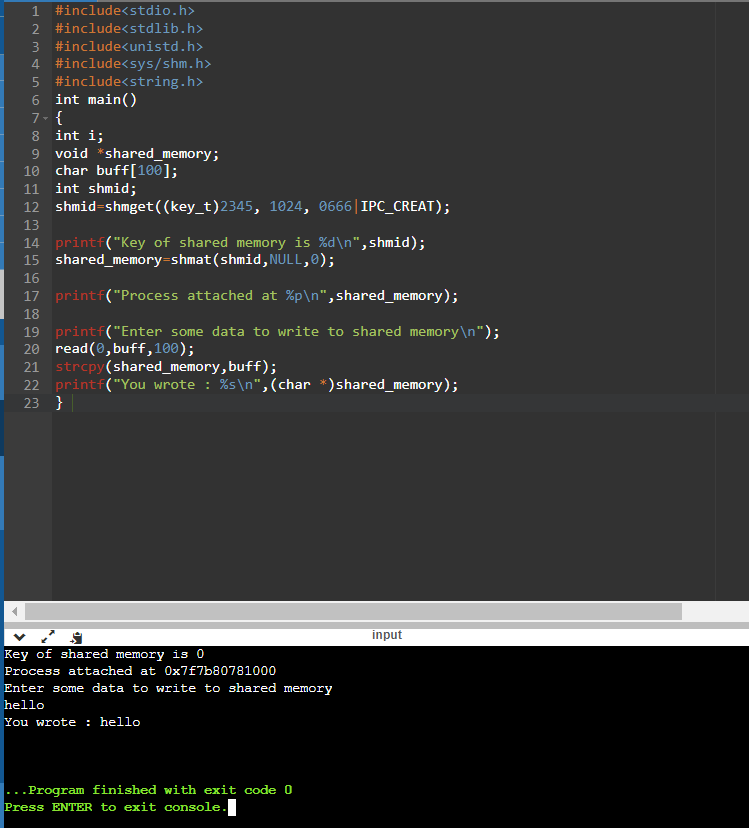 1 #include<stdio.h>
2 #include<stdlib.h>
3 #include<unistd.h>
4 #include<sys/shm.h>
5 #include<string.h>
6 int main()
7 {
8 int i;
9 void *shared_memory;
10 char buff[100];
11 int shmid;
12 shmid=shmget((key_t)2345, 1024, 0666|IPC_CREAT);
13
14 printf("Key of shared memory is %d\n",shmid);
15 shared_memory=shmat(shmid,NULL,0);
16
17 printf("Process attached at %p\n",shared_memory);
18
19 printf("Enter some data to write to shared memory\n");
20 read(0,buff,100);
21 strcpy(shared_memory,buff);
22 printf("You wrote : %s\n",(char *)shared_memory);
23 }
input
Key of shared memory is 0
Process attached at 0x7f7b80781000
Enter some data to write to shared memory
hello
You wrote : hello
...Program finished with exit code 0
Press ENTER to exit console.